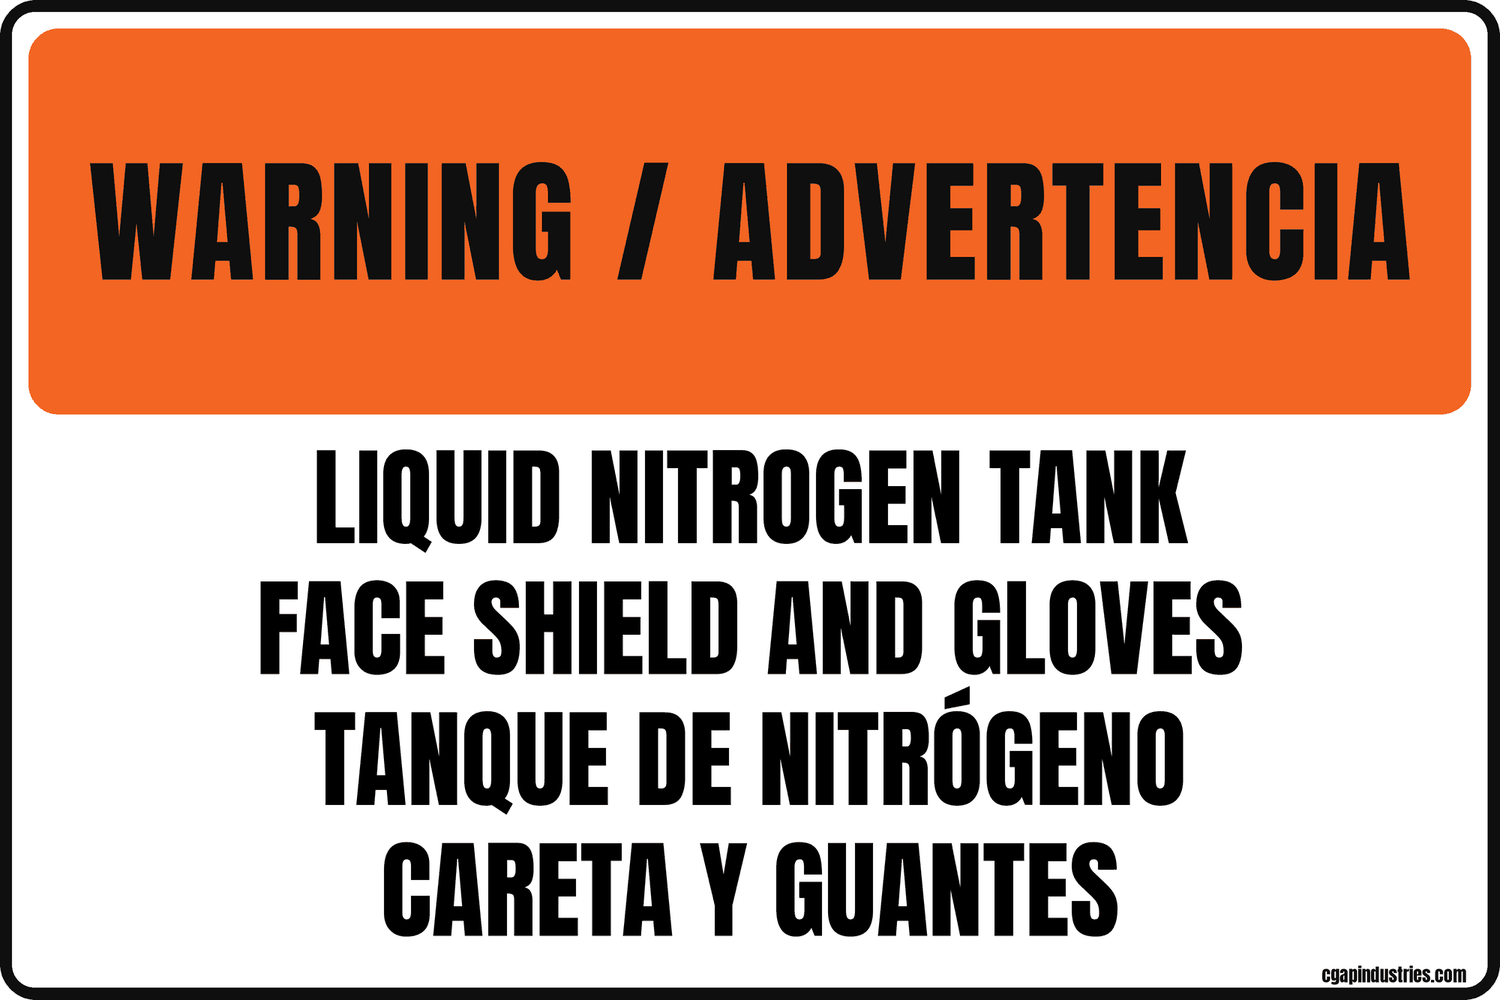 WARNING / ADVERTENCIA
LIQUID NITROGEN TANK
FACE SHIELD AND GLOVES
TANQUE DE NITRÓGENO
CARETA Y GUANTES
cgapindustries.com